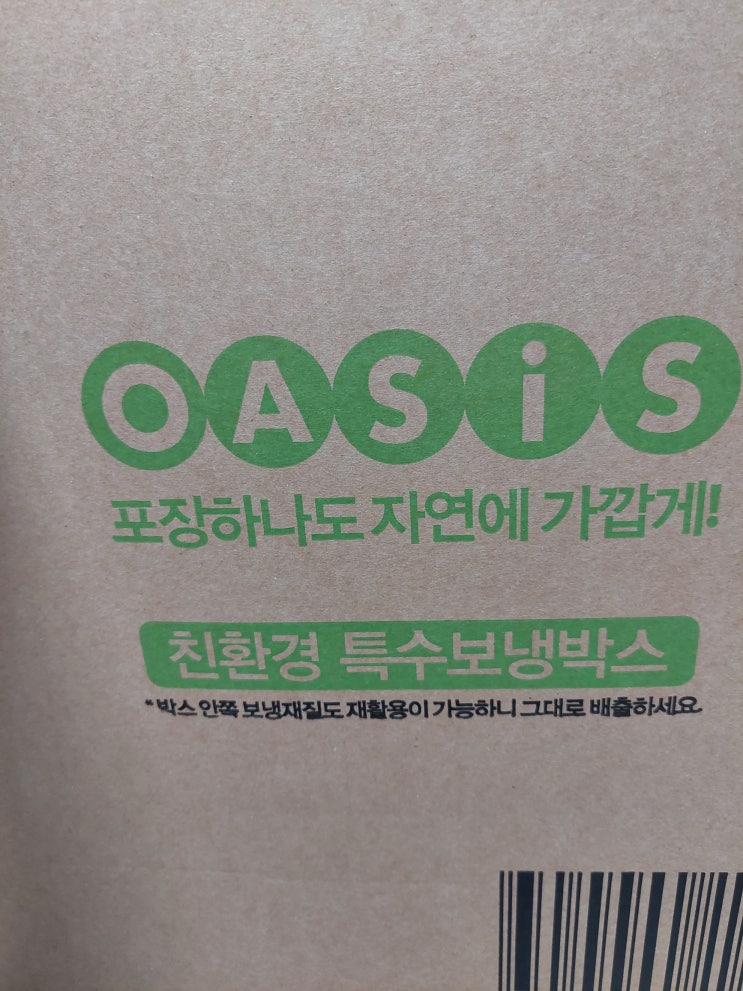 OASiS
포장하나도 자연에 가깝게!
친환경 특수보냉박스
* 박스 안쪽 보냉재질도 재활용이 가능하니 그대로 배출하세요.